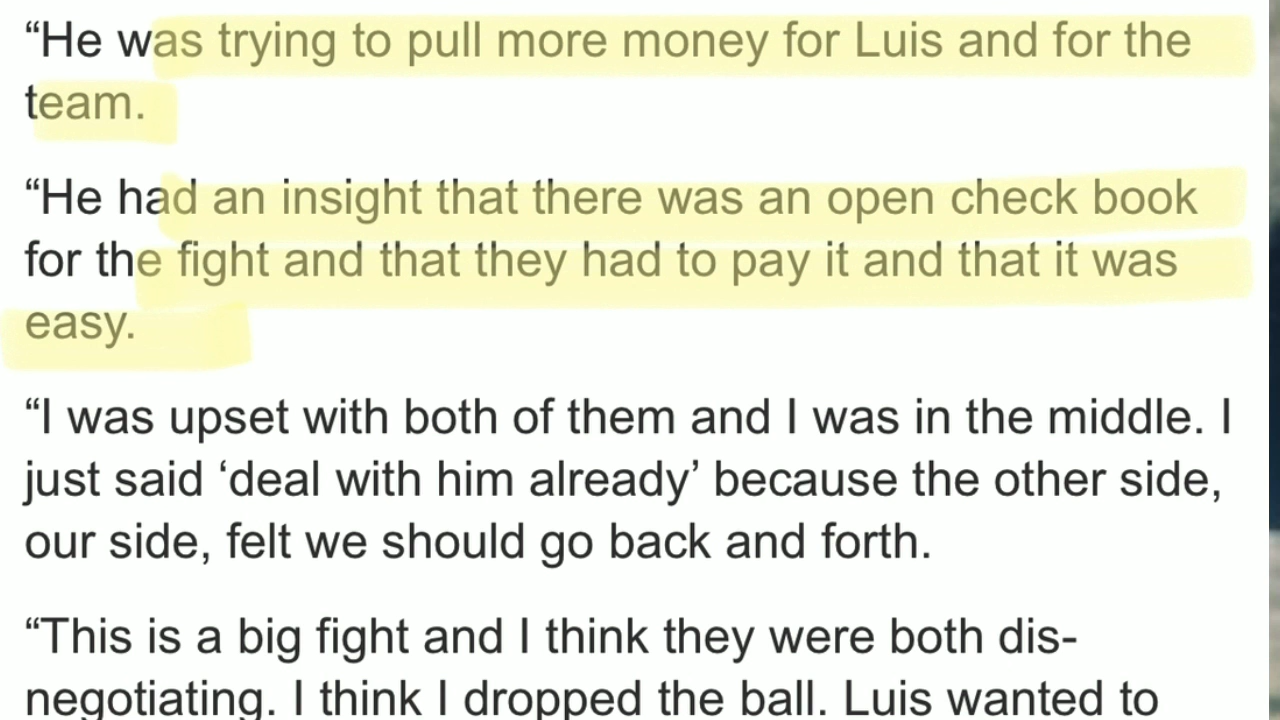 “He was trying to pull more money for Luis and for the
team.
“He had an insight that there was an open check book
for the fight and that they had to pay it and that it was
easy.
“I was upset with both of them and I was in the middle. I
just said ‘deal with him already’ because the other side,
our side, felt we should go back and forth.
“This is a big fight and I think they were both dis-
negotiating. I think I dropped the ball. Luis wanted to